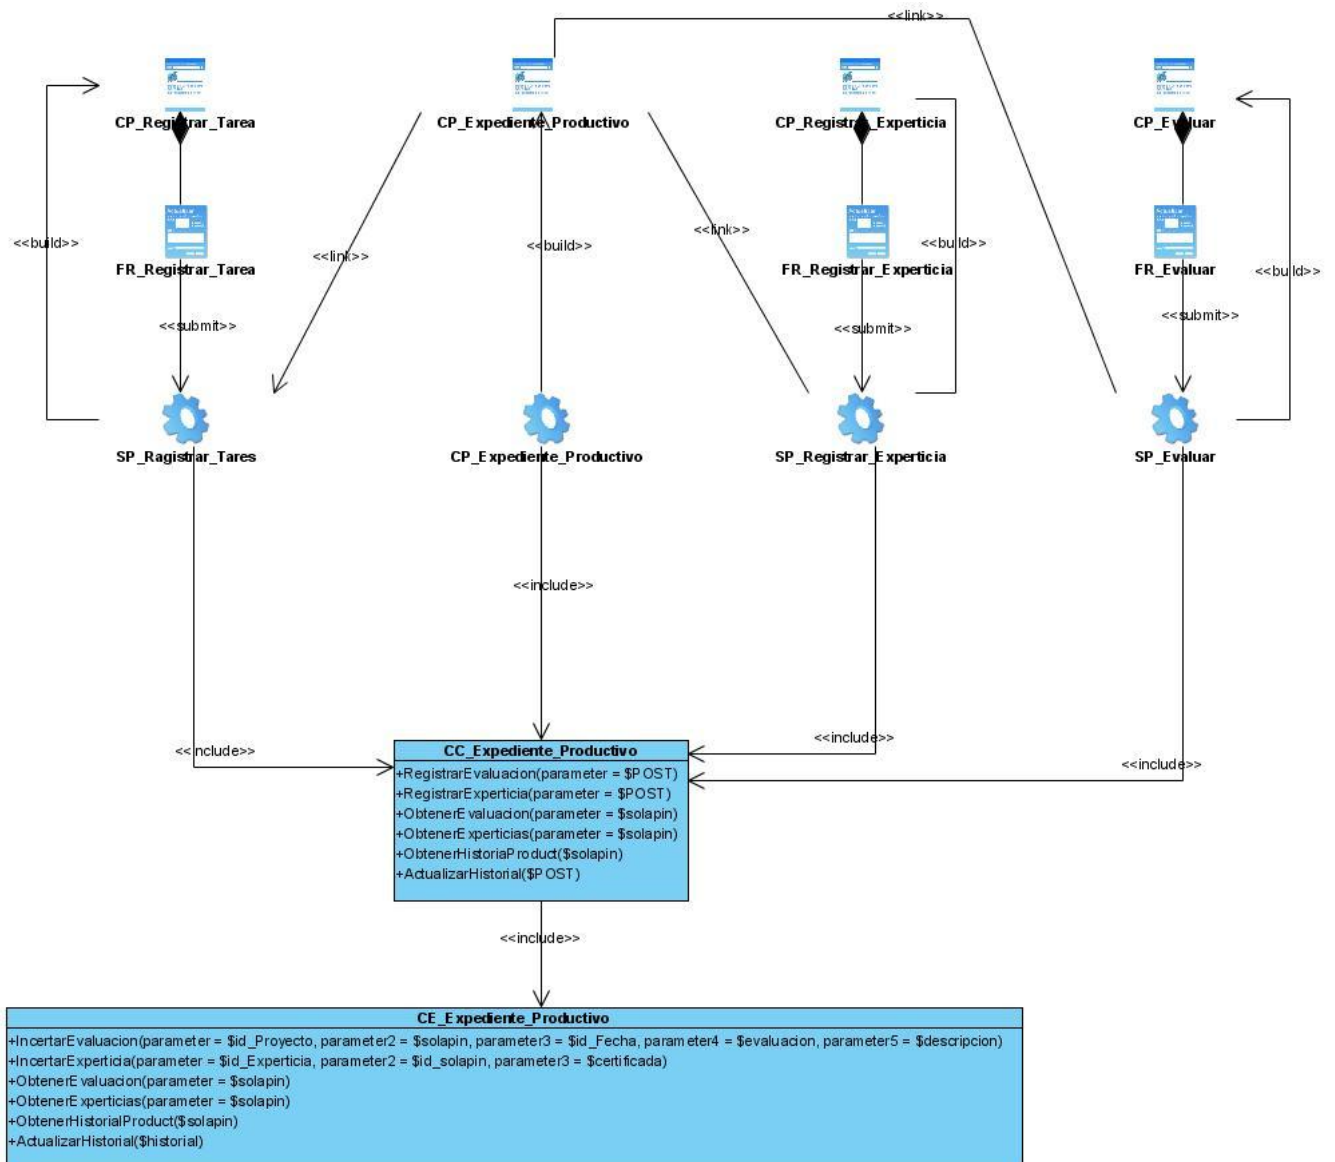 <<link>>
CP_Registrar_Tarea
CP_Expediente_Productivo
CP_Registrar_Experticia
CP_Evaluar
<<build>>
<<link>>
<<build>>
<<link>>
<<build>>
<<build>>
FR_Registrar_Tarea
FR_Registrar_Experticia
FR_Evaluar
<<submit>>
<<submit>>
<<submit>>
SP_Ragistrar_Tares
CP_Expediente_Productivo
SP_Registrar_Experticia
SP_Evaluar
<<include>>
<<include>>
<<include>>
<<include>>
CC_Expediente_Productivo
+RegistrarEvaluacion(parameter = $POST)
+RegistrarExperticia(parameter = $POST)
+ObtenerEvaluacion(parameter = $solapin)
+ObtenerExperticias(parameter = $solapin)
+ObtenerHistoriaProduct($solapin)
+ActualizarHistorial($POST)
<<include>>
CE_Expediente_Productivo
+IncertarEvaluacion(parameter = $id_Proyecto, parameter2 = $solapin, parameter3 = $id_Fecha, parameter4 = $evaluacion, parameter5 = $descripcion)
+IncertarExperticia(parameter = $id_Experticia, parameter2 = $id_solapin, parameter3 = $certificada)
+ObtenerEvaluacion(parameter = $solapin)
+ObtenerExperticias(parameter = $solapin)
+ObtenerHistorialProduct($solapin)
+ActualizarHistorial($historial)